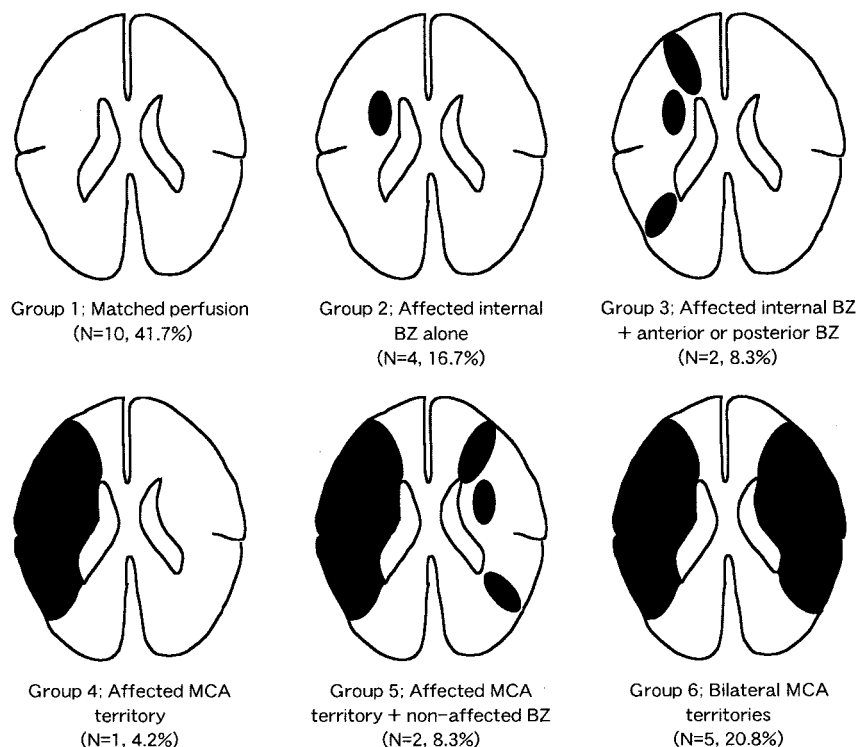 Group 1; Matched perfusion
(N=10, 41.7%)
Group 2; Affected internal
BZ alone
(N=4, 16.7%)
Group 3; Affected internal BZ
+ anterior or posterior BZ
(N=2, 8.3%)
Group 4; Affected MCA
territory
(N=1, 4.2%)
Group 5; Affected MCA
territory + non-affected BZ
(N=2, 8.3%)
Group 6; Bilateral MCA
territories
(N=5, 20.8%)